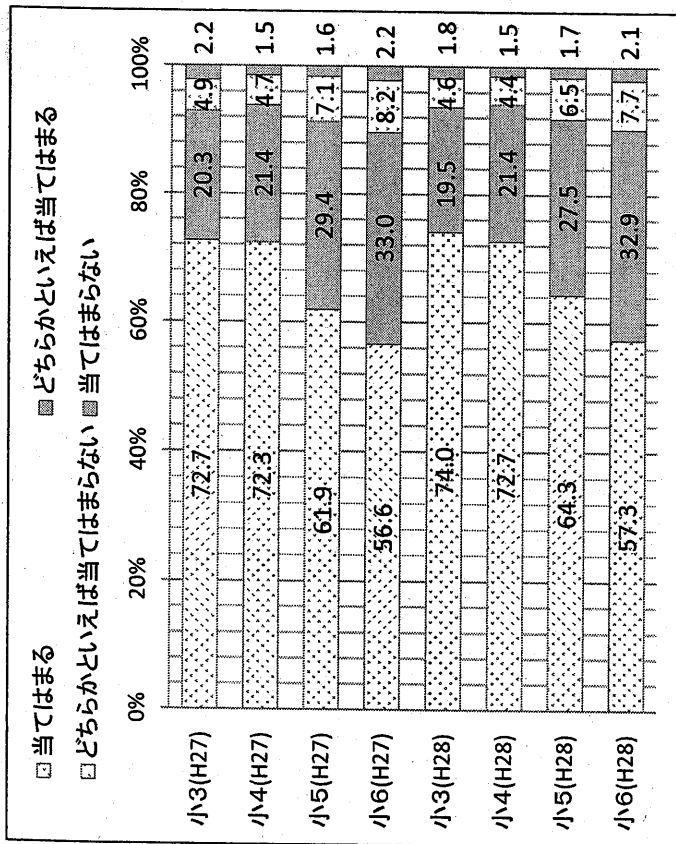 □当てはまる ■どちらかといえば当てはまる
□どちらかといえば当てはまらない ■当てはまらない
0% 20% 40% 60% 80% 100%
小3(H27) 72.7 20.3 4.9 2.2
小4(H27) 72.3 21.4 4.7 1.5
小5(H27) 61.9 29.4 7.1 1.6
小6(H27) 56.6 33.0 8.2 2.2
小3(H28) 74.0 19.5 4.6 1.8
小4(H28) 72.7 21.4 4.4 1.5
小5(H28) 64.3 27.5 6.5 1.7
小6(H28) 57.3 32.9 7.7 2.1